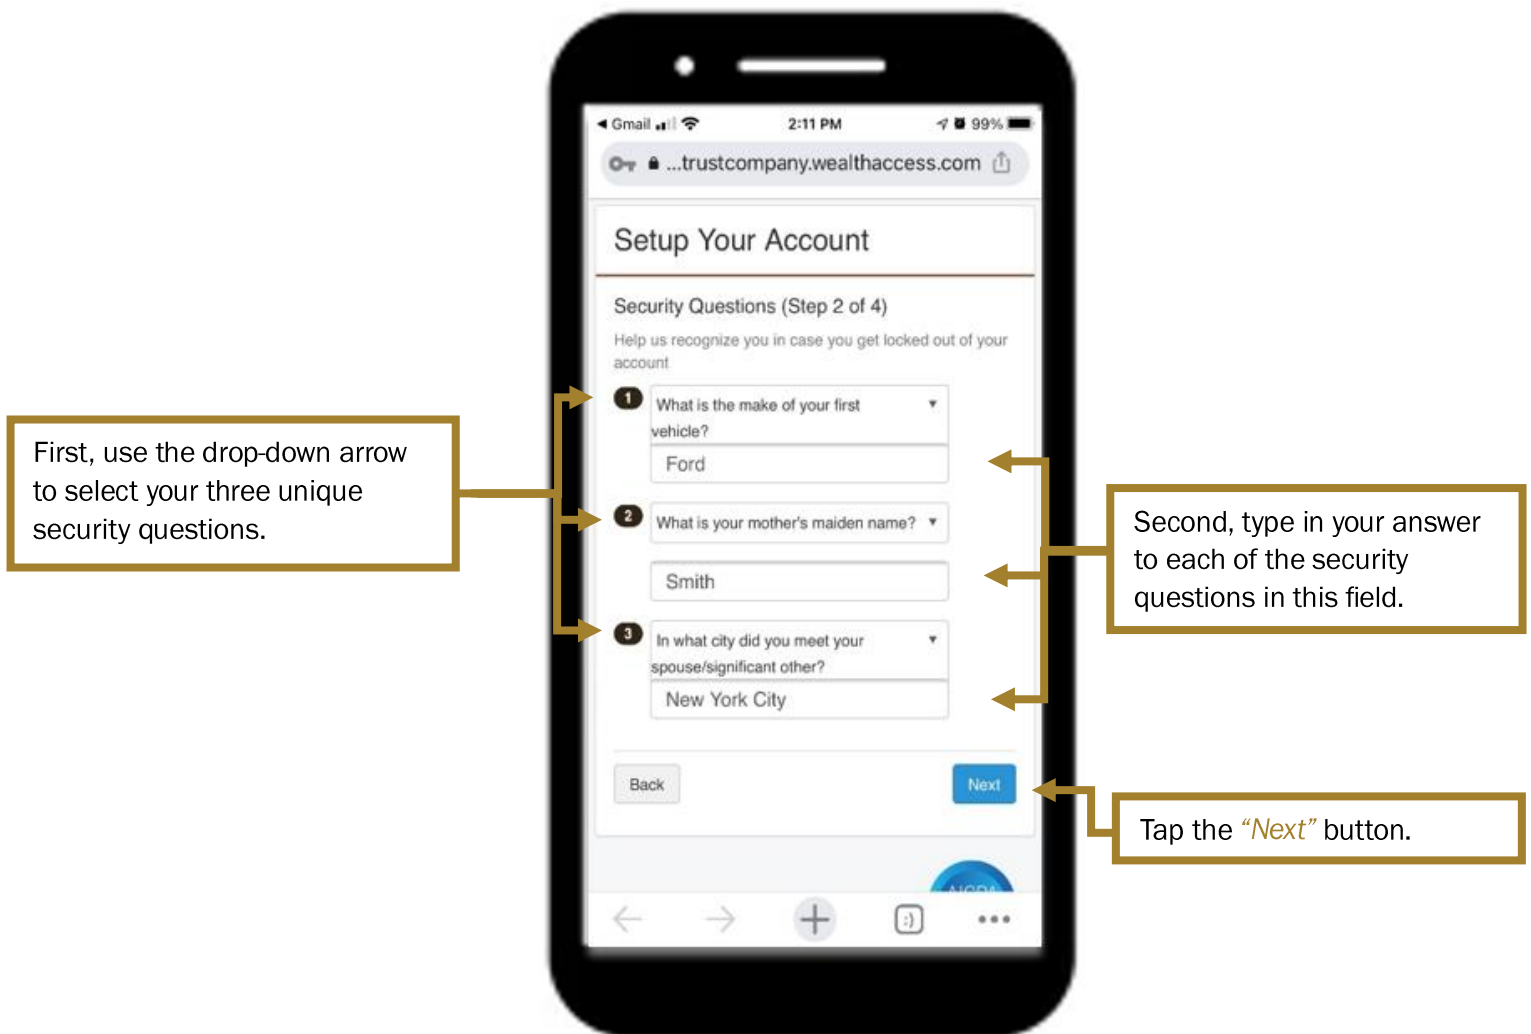 Gmail
2:11 PM
99%
...trustcompany.wealthaccess.com
Setup Your Account
Security Questions (Step 2 of 4)
Help us recognize you in case you get locked out of your
account
1
What is the make of your first
vehicle?
Ford
2
What is your mother's maiden name?
Smith
3
In what city did you meet your
spouse/significant other?
New York City
Back
Next
:)
First, use the drop-down arrow
to select your three unique
security questions.
Second, type in your answer
to each of the security
questions in this field.
Tap the “Next” button.